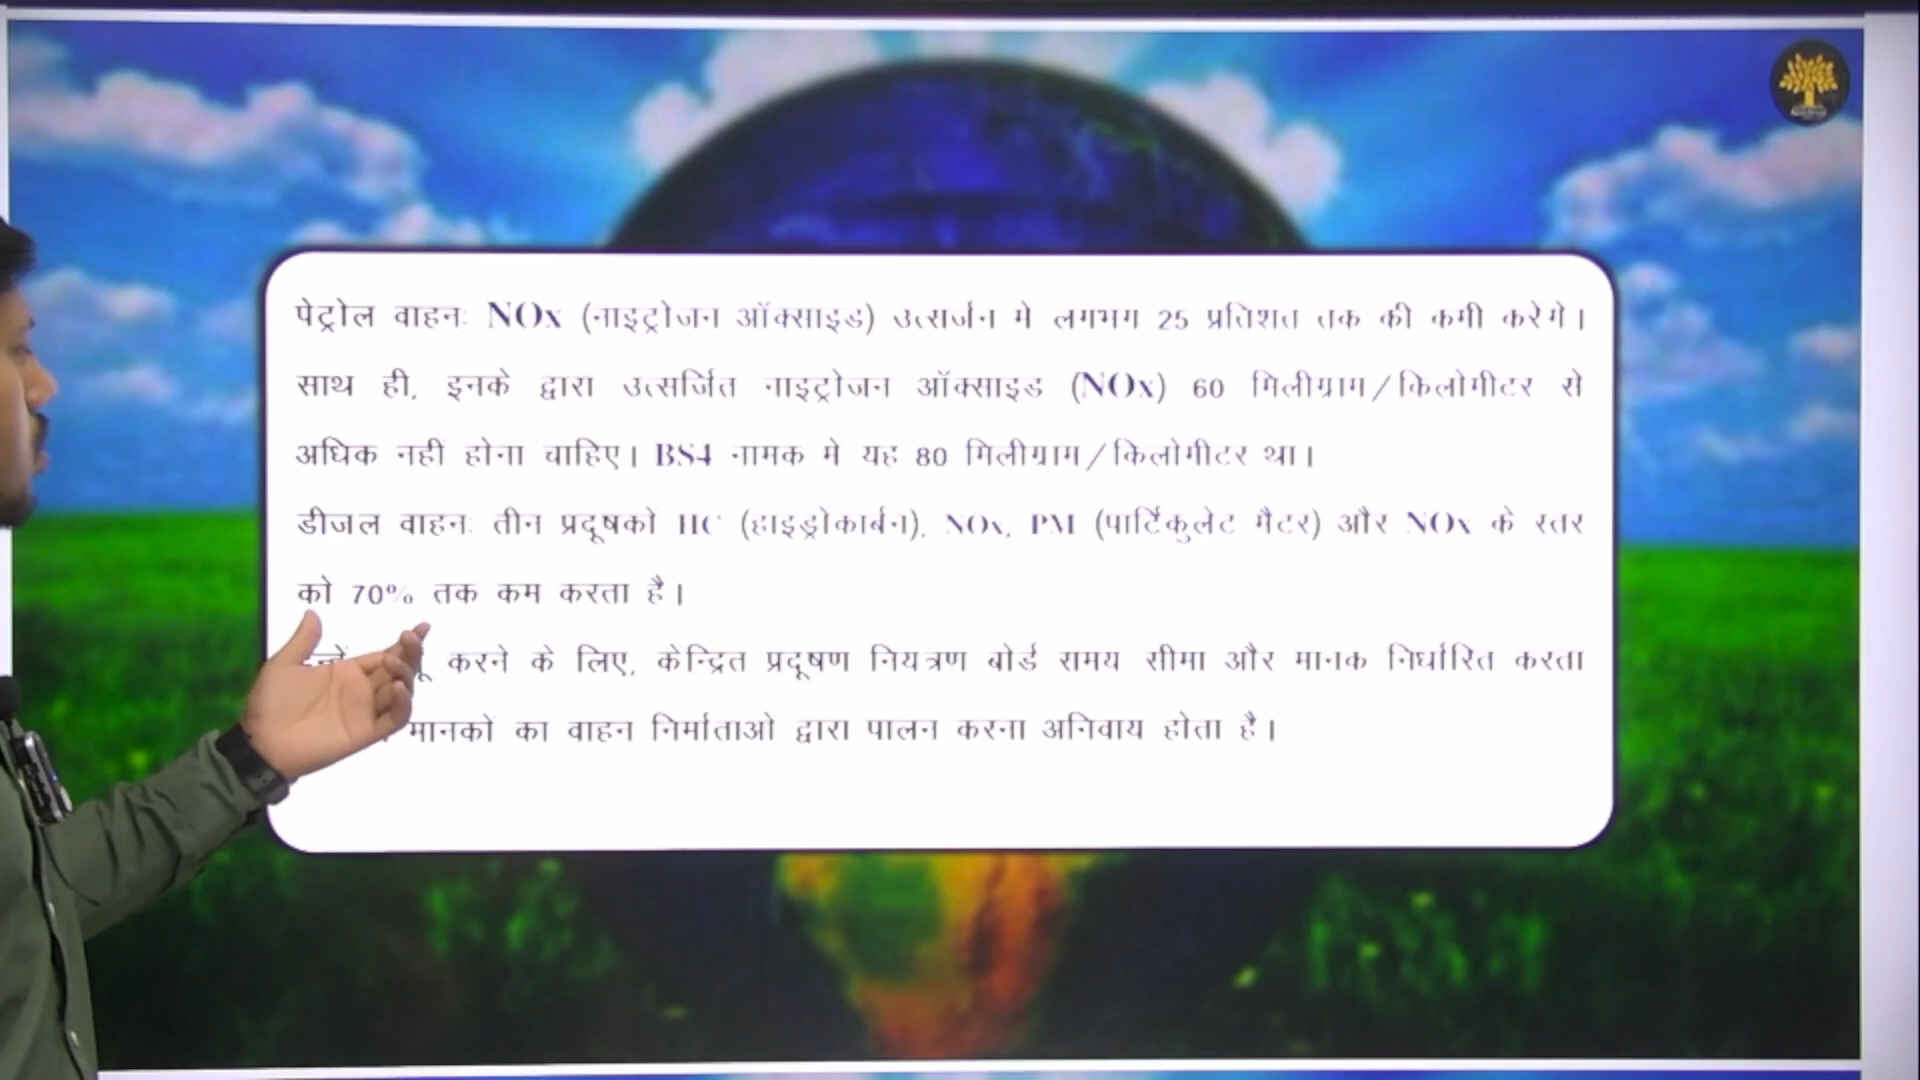 पेट्रोल वाहन: NOx (नाइट्रोजन ऑक्साइड) उत्सर्जन मे लगभग 25 प्रतिशत तक की कमी करेंगे।
साथ ही, इनके द्वारा उत्सर्जित नाइट्रोजन ऑक्साइड (NOx) 60 मिलीग्राम/किलोमीटर से
अधिक नहीं होना चाहिए। BS4 नामक मे यह 80 मिलीग्राम/किलोमीटर था।
डीजल वाहन: तीन प्रदूषकों HC (हाइड्रोकार्बन), NOx, PM (पार्टिकुलेट मैटर) और NOx के स्तर
को 70% तक कम करता है।
करने के लिए, केन्द्रित प्रदूषण नियत्रण बोर्ड समय सीमा और मानक निर्धारित करता
मानकों का वाहन निर्माताओ द्वारा पालन करना अनिवाय होता है।